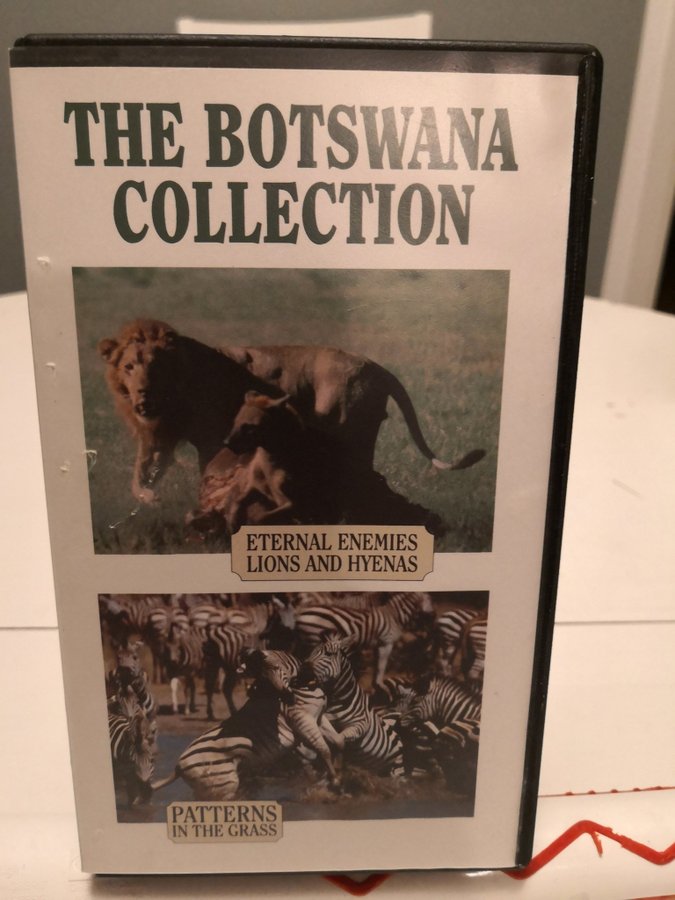 THE BOTSWANA
COLLECTION
ETERNAL ENEMIES
LIONS AND HYENAS
PATTERNS
IN THE GRASS